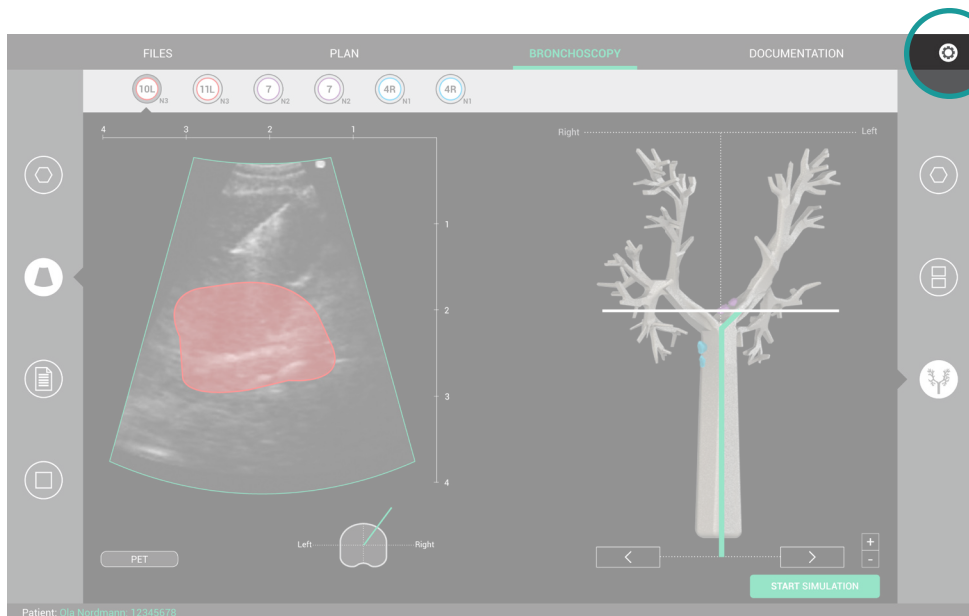 FILES PLAN BRONCHOSCOPY DOCUMENTATION
10L N3 11L N3 7 N2 7 N2 4R N1 4R N1
4 3 2 1
Right Left
1
2
3
4
Left Right
PET
< >
+
-
START SIMULATION
Patient: Ola Nordmann: 12345678